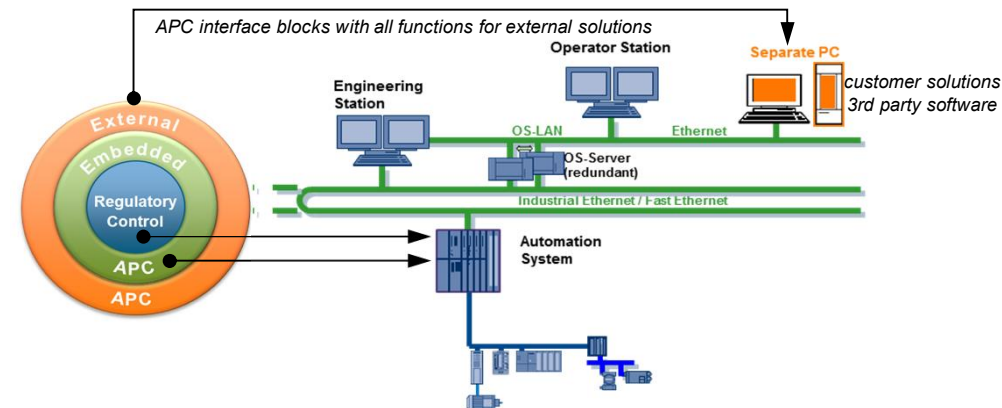 APC interface blocks with all functions for external solutions
Operator Station
Separate PC
customer solutions
3rd party software
Engineering
Station
OS-LAN
Ethernet
OS-Server
(redundant)
Industrial Ethernet / Fast Ethernet
Automation
System
External
Embedded
Regulatory
Control
APC
APC